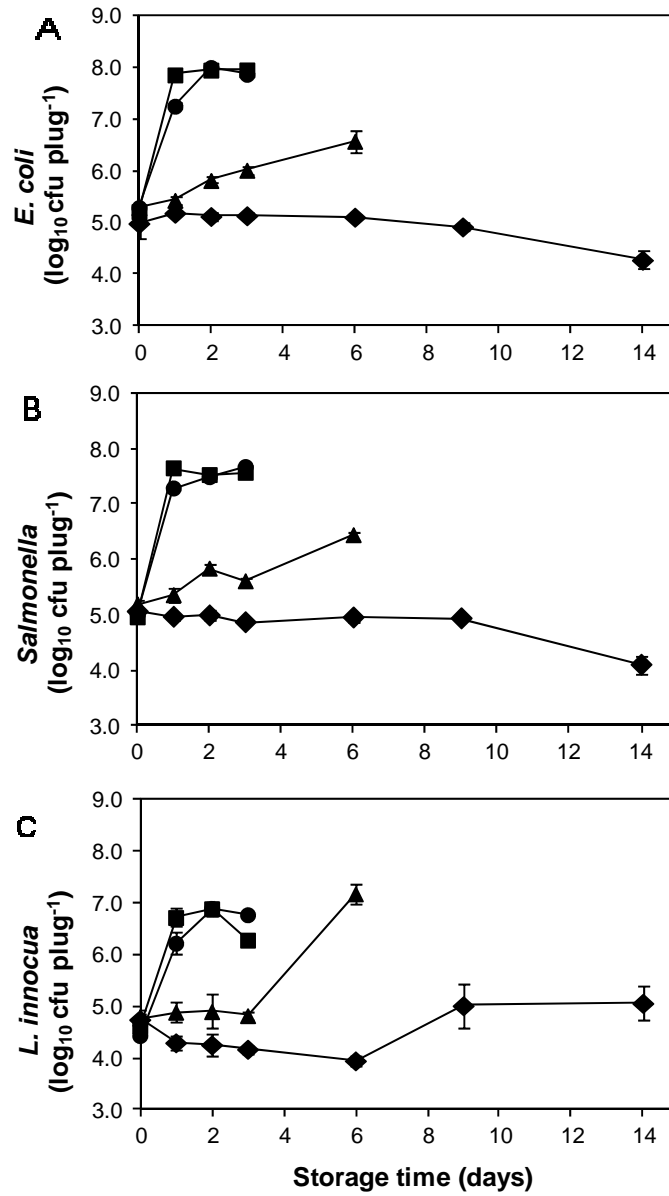 A
E. coli
(log₁₀ cfu plug⁻¹)
9.0
8.0
7.0
6.0
5.0
4.0
3.0
0 2 4 6 8 10 12 14
B
Salmonella
(log₁₀ cfu plug⁻¹)
9.0
8.0
7.0
6.0
5.0
4.0
3.0
0 2 4 6 8 10 12 14
C
L. innocua
(log₁₀ cfu plug⁻¹)
9.0
8.0
7.0
6.0
5.0
4.0
3.0
0 2 4 6 8 10 12 14
Storage time (days)